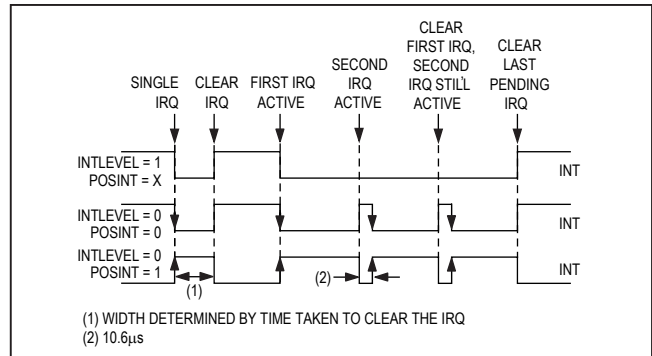 SINGLE
IRQ
CLEAR
IRQ
FIRST IRQ
ACTIVE
SECOND
IRQ
ACTIVE
CLEAR
FIRST IRQ,
SECOND
IRQ STILL
ACTIVE
CLEAR
LAST
PENDING
IRQ
INTLEVEL = 1
POSINT = X
INT
INTLEVEL = 0
POSINT = 0
INT
INTLEVEL = 0
POSINT = 1
INT
(1)
(2)
(1) WIDTH DETERMINED BY TIME TAKEN TO CLEAR THE IRQ
(2) 10.6µs